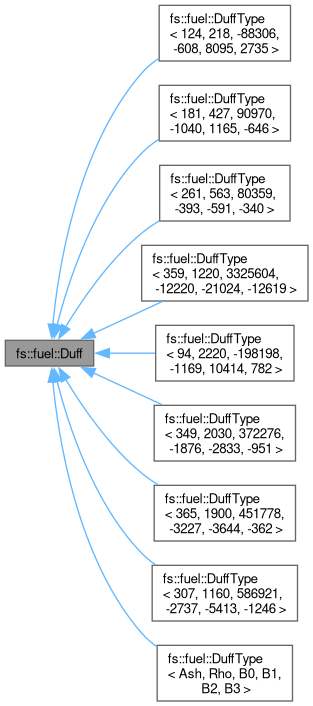 fs::fuel::DuffType
< 124, 218, -88306,
-608, 8095, 2735 >
fs::fuel::DuffType
< 181, 427, 90970,
-1040, 1165, -646 >
fs::fuel::DuffType
< 261, 563, 80359,
-393, -591, -340 >
fs::fuel::DuffType
< 359, 1220, 3325604,
-12220, -21024, -12619 >
fs::fuel::Duff
fs::fuel::DuffType
< 94, 2220, -198198,
-1169, 10414, 782 >
fs::fuel::DuffType
< 349, 2030, 372276,
-1876, -2833, -951 >
fs::fuel::DuffType
< 365, 1900, 451778,
-3227, -3644, -362 >
fs::fuel::DuffType
< 307, 1160, 586921,
-2737, -5413, -1246 >
fs::fuel::DuffType
< Ash, Rho, B0, B1,
B2, B3 >